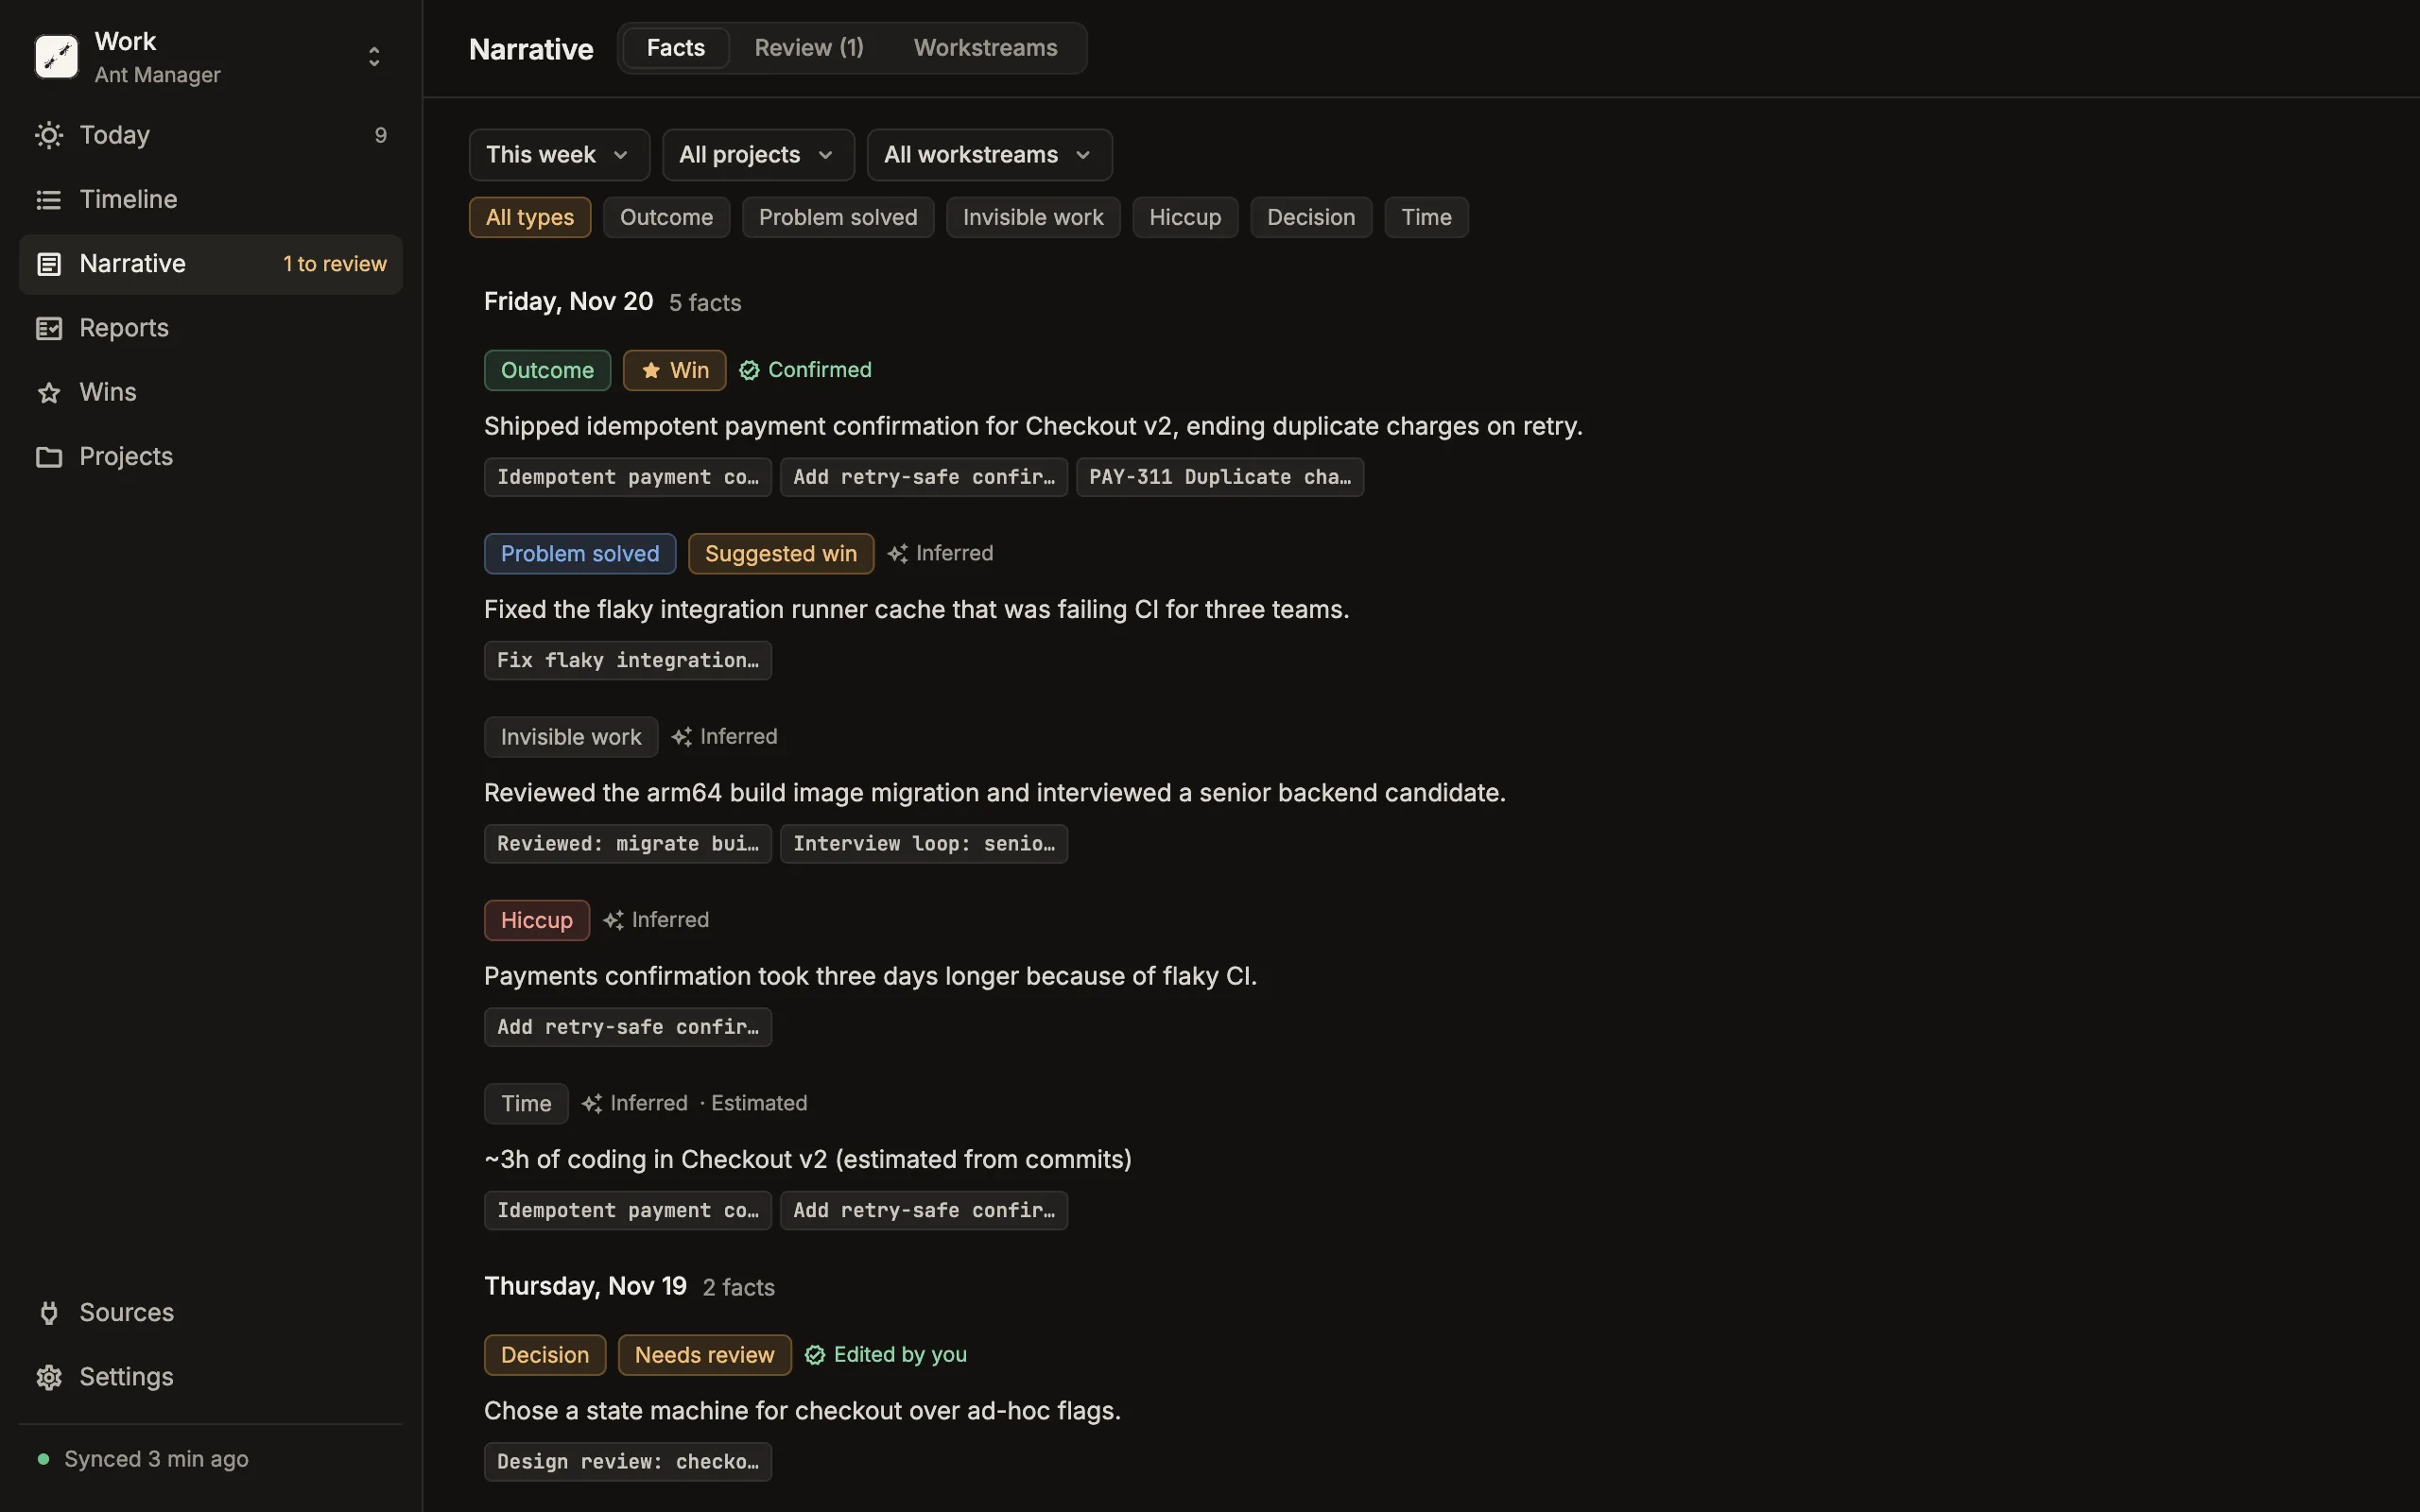 Work
Ant Manager
Today 9
Timeline
Narrative 1 to review
Reports
Wins
Projects
Sources
Settings
Synced 3 min ago
Narrative Facts Review (1) Workstreams
This week All projects All workstreams
All types Outcome Problem solved Invisible work Hiccup Decision Time
Friday, Nov 20 5 facts
Outcome Win Confirmed
Shipped idempotent payment confirmation for Checkout v2, ending duplicate charges on retry.
Idempotent payment co… Add retry-safe confir… PAY-311 Duplicate cha…
Problem solved Suggested win Inferred
Fixed the flaky integration runner cache that was failing CI for three teams.
Fix flaky integration…
Invisible work Inferred
Reviewed the arm64 build image migration and interviewed a senior backend candidate.
Reviewed: migrate bui… Interview loop: senio…
Hiccup Inferred
Payments confirmation took three days longer because of flaky CI.
Add retry-safe confir…
Time Inferred · Estimated
~3h of coding in Checkout v2 (estimated from commits)
Idempotent payment co… Add retry-safe confir…
Thursday, Nov 19 2 facts
Decision Needs review Edited by you
Chose a state machine for checkout over ad-hoc flags.
Design review: checko…